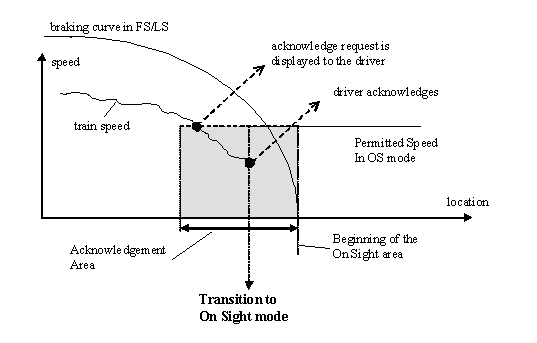 braking curve in FS/LS
acknowledge request is
displayed to the driver
speed
driver acknowledges
train speed
Permitted Speed
In OS mode
location
Acknowledgement
Area
Beginning of the
On Sight area
Transition to
On Sight mode